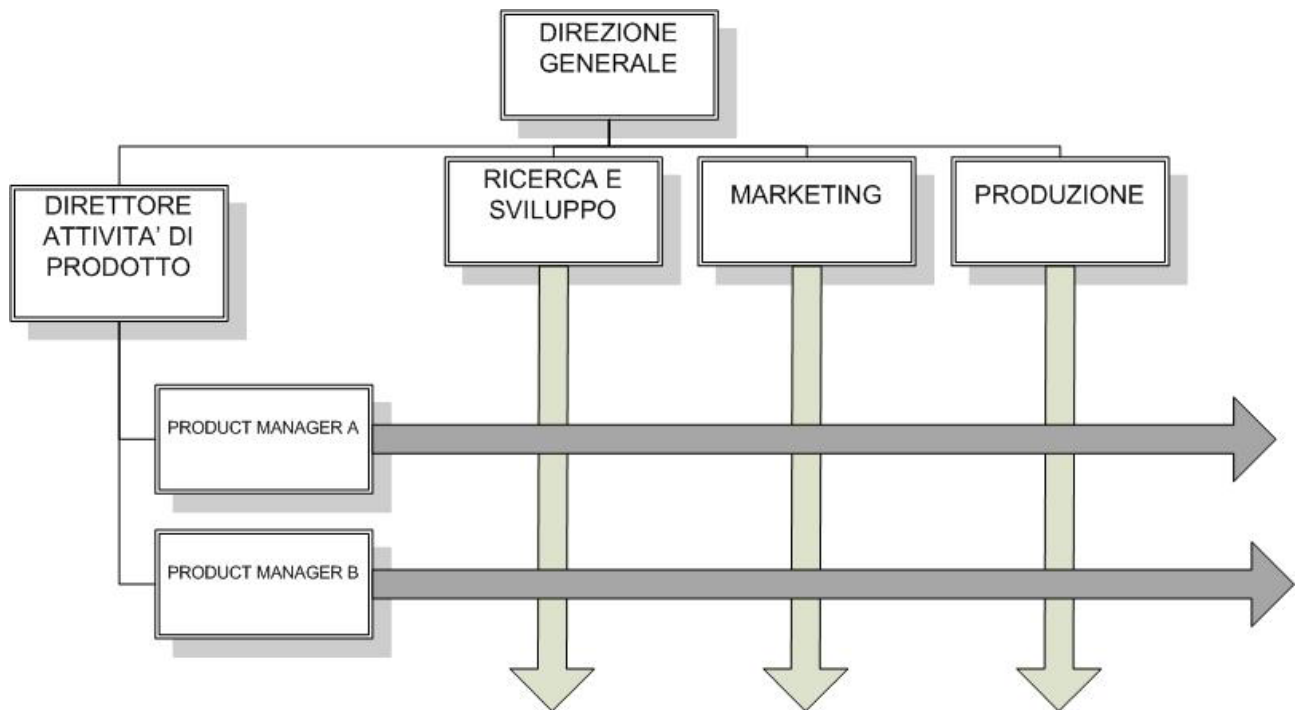 DIREZIONE
GENERALE
DIRETTORE
ATTIVITA' DI
PRODOTTO
RICERCA E
SVILUPPO
MARKETING
PRODUZIONE
PRODUCT MANAGER A
PRODUCT MANAGER B